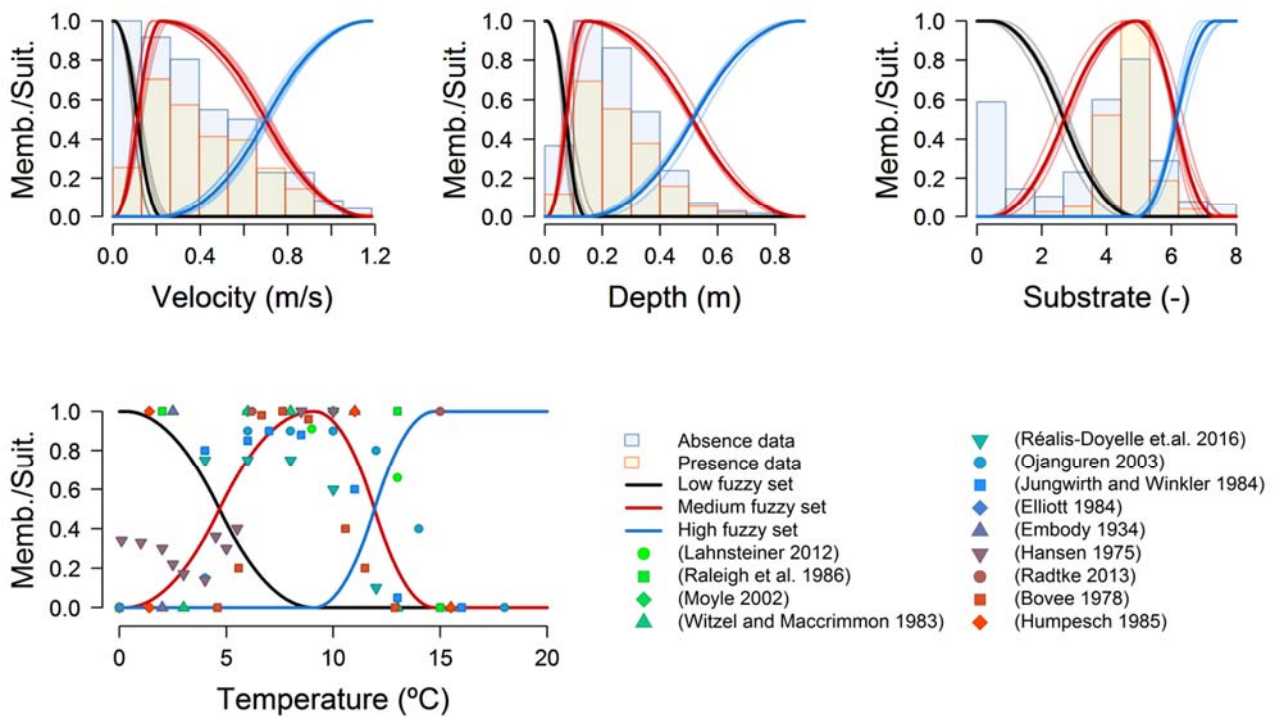 Memb./Suit.
1.0
0.8
0.6
0.4
0.2
0.0
0.0 0.4 0.8 1.2
Velocity (m/s)
Memb./Suit.
1.0
0.8
0.6
0.4
0.2
0.0
0.0 0.2 0.4 0.6 0.8
Depth (m)
Memb./Suit.
1.0
0.8
0.6
0.4
0.2
0.0
0 2 4 6 8
Substrate (-)
Memb./Suit.
1.0
0.8
0.6
0.4
0.2
0.0
0 5 10 15 20
Temperature (ºC)
Absence data
Presence data
Low fuzzy set
Medium fuzzy set
High fuzzy set
(Lahnsteiner 2012)
(Raleigh et al. 1986)
(Moyle 2002)
(Witzel and Maccrimmon 1983)
(Réalis-Doyelle et.al. 2016)
(Ojanguren 2003)
(Jungwirth and Winkler 1984)
(Elliott 1984)
(Embody 1934)
(Hansen 1975)
(Radtke 2013)
(Bovee 1978)
(Humpesch 1985)